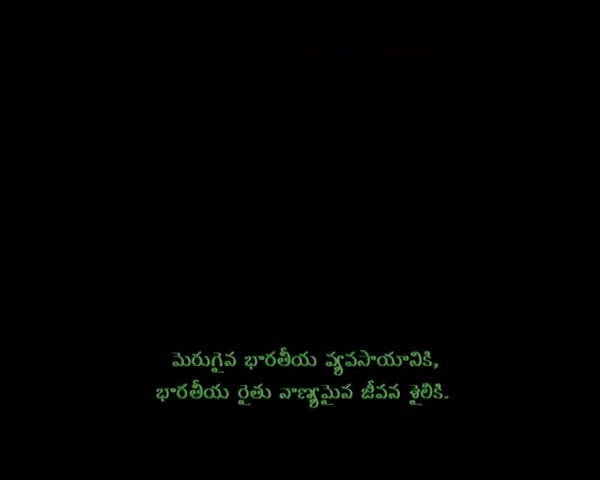 మెరుగైన భారతీయ వ్యవసాయానికి,
భారతీయ రైతు వాణ్యమైన జీవన శైలికి.